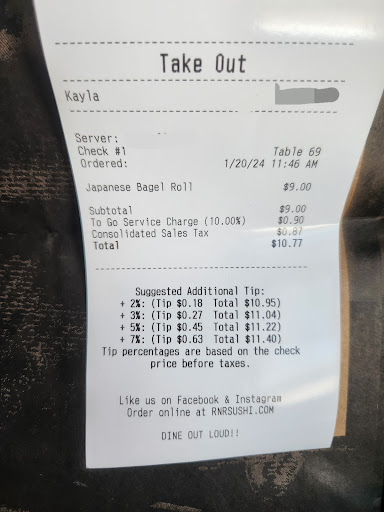 Take Out
Kayla
Server:
Check #1 Table 69
Ordered: 1/20/24 11:46 AM
Japanese Bagel Roll $9.00
Subtotal $9.00
To Go Service Charge (10.00%) $0.90
Consolidated Sales Tax $0.87
Total $10.77
Suggested Additional Tip:
+ 2%: (Tip $0.18 Total $10.95)
+ 3%: (Tip $0.27 Total $11.04)
+ 5%: (Tip $0.45 Total $11.22)
+ 7%: (Tip $0.63 Total $11.40)
Tip percentages are based on the check
price before taxes.
Like us on Facebook & Instagram
Order online at RNRSUSHI.COM
DINE OUT LOUD!!